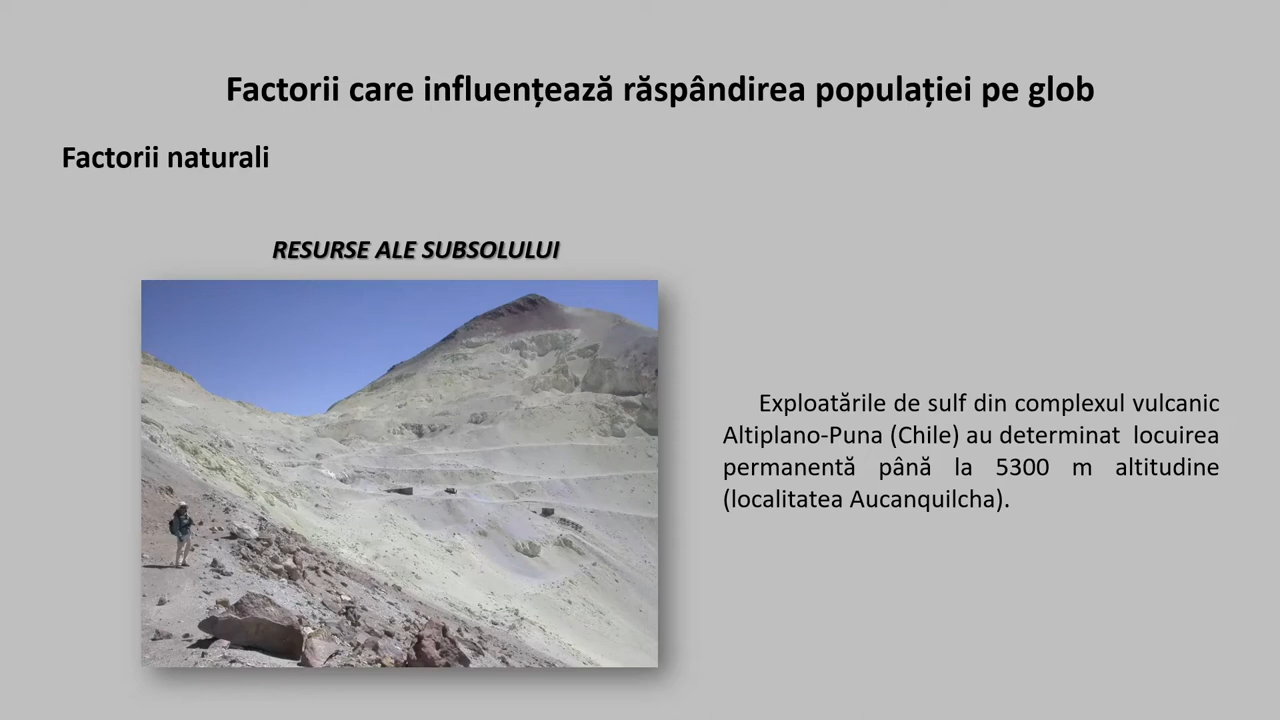 Factorii care influențează răspândirea populației pe glob
Factorii naturali
RESURSE ALE SUBSOLULUI
Exploatările de sulf din complexul vulcanic
Altiplano-Puna (Chile) au determinat locuirea
permanentă până la 5300 m altitudine
(localitatea Aucanquilcha).